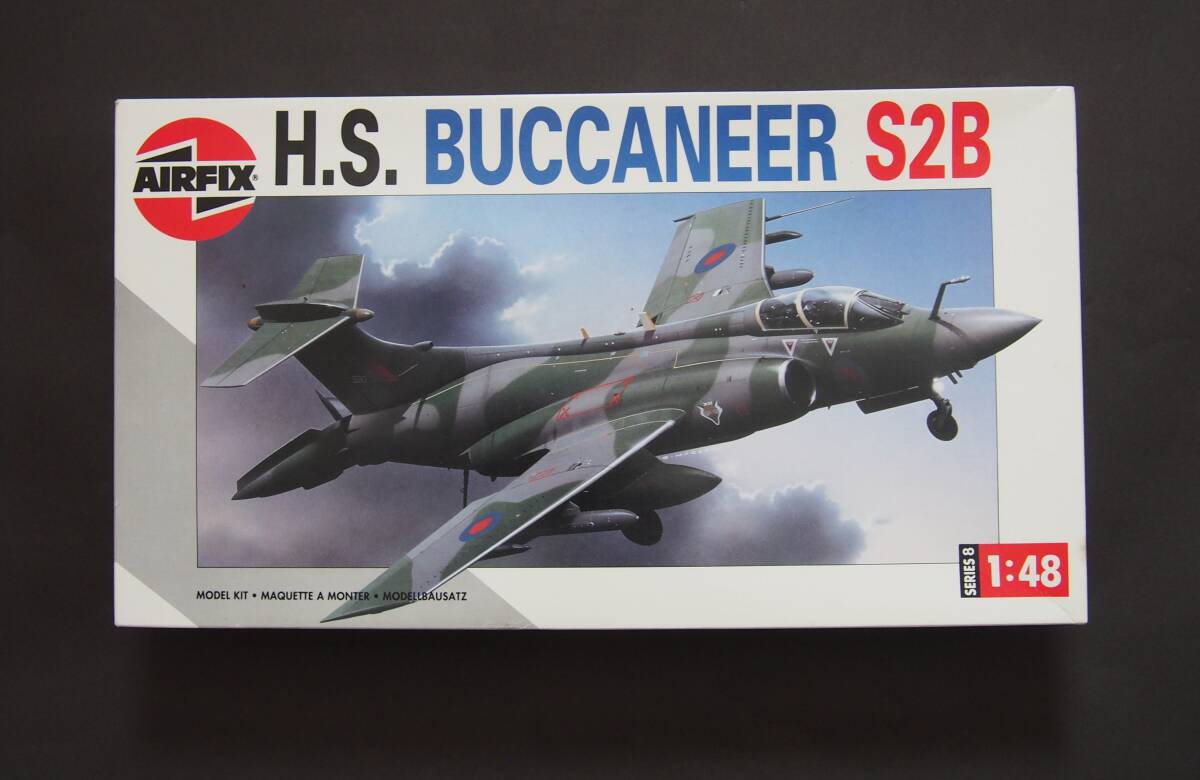 AIRFIX®
H.S. BUCCANEER S2B
MODEL KIT • MAQUETTE A MONTER • MODELLBAUSATZ
SERIES 8
1:48